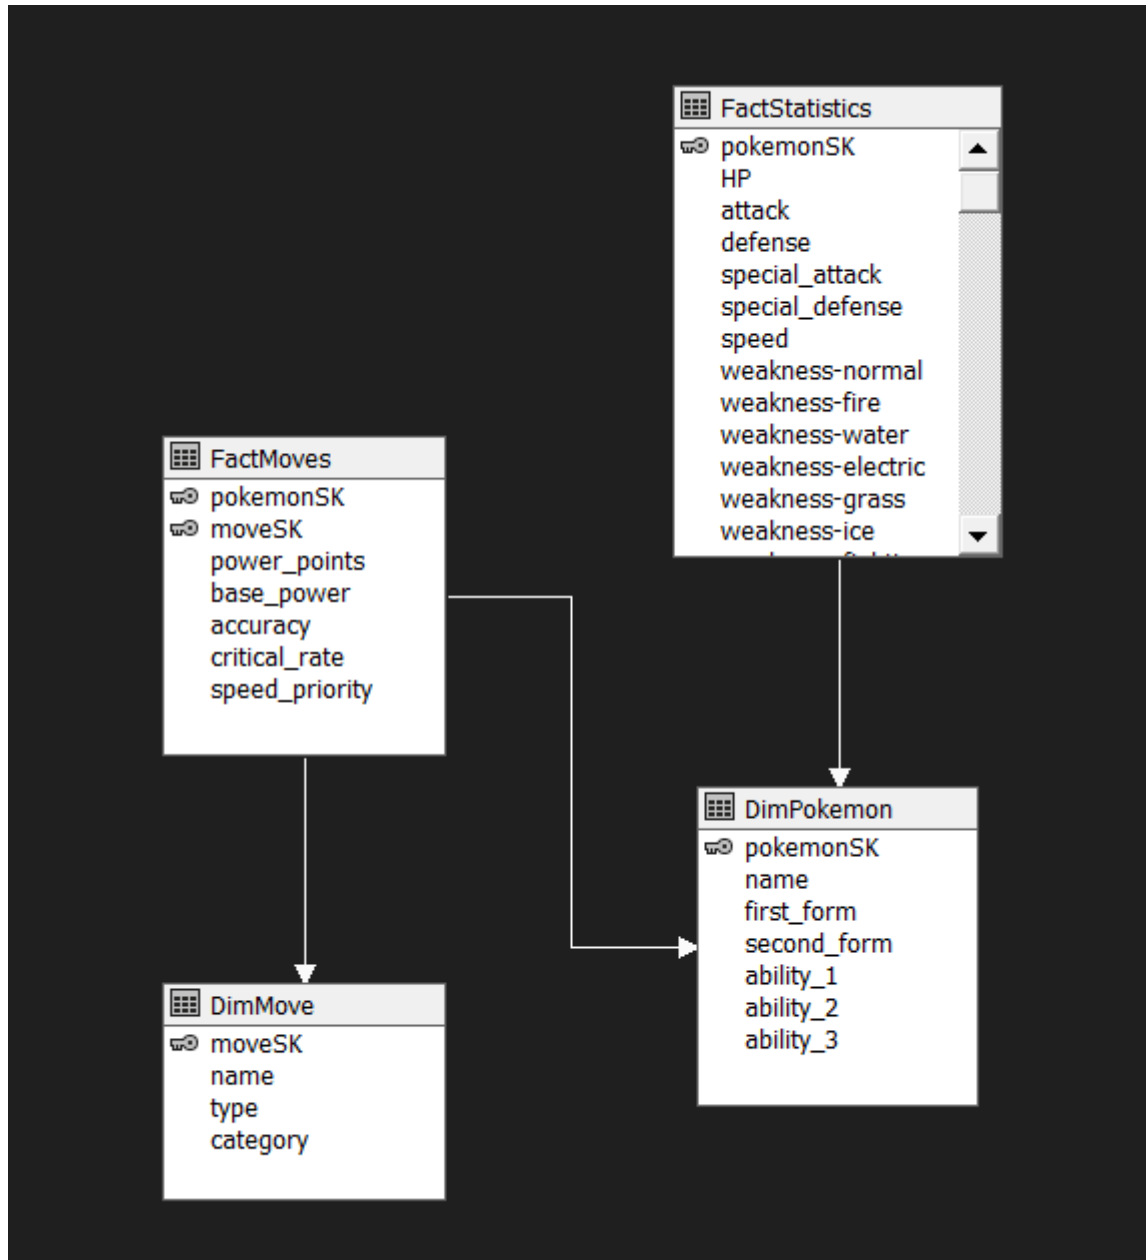 FactStatistics
pokemonSK
HP
attack
defense
special_attack
special_defense
speed
weakness-normal
weakness-fire
weakness-water
weakness-electric
weakness-grass
weakness-ice
FactMoves
pokemonSK
moveSK
power_points
base_power
accuracy
critical_rate
speed_priority
DimPokemon
pokemonSK
name
first_form
second_form
ability_1
ability_2
ability_3
DimMove
moveSK
name
type
category